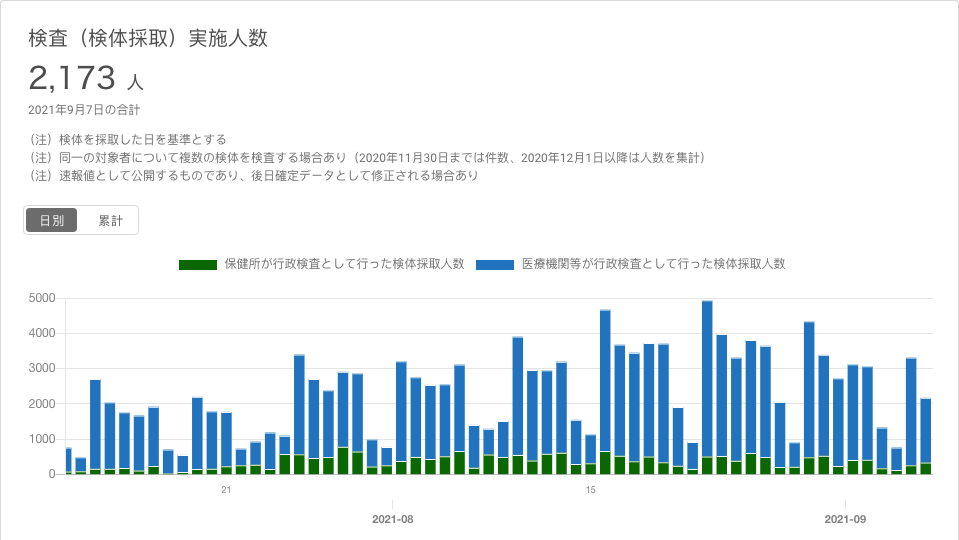 検査（検体採取）実施人数
2,173 人
2021年9月7日の合計
（注）検体を採取した日を基準とする
（注）同一の対象者について複数の検体を検査する場合あり（2020年11月30日までは件数、2020年12月1日以降は人数を集計）
（注）速報値として公開するものであり、後日確定データとして修正される場合あり
日別 累計
保健所が行政検査として行った検体採取人数 医療機関等が行政検査として行った検体採取人数
5000
4000
3000
2000
1000
0
21 15
2021-08 2021-09